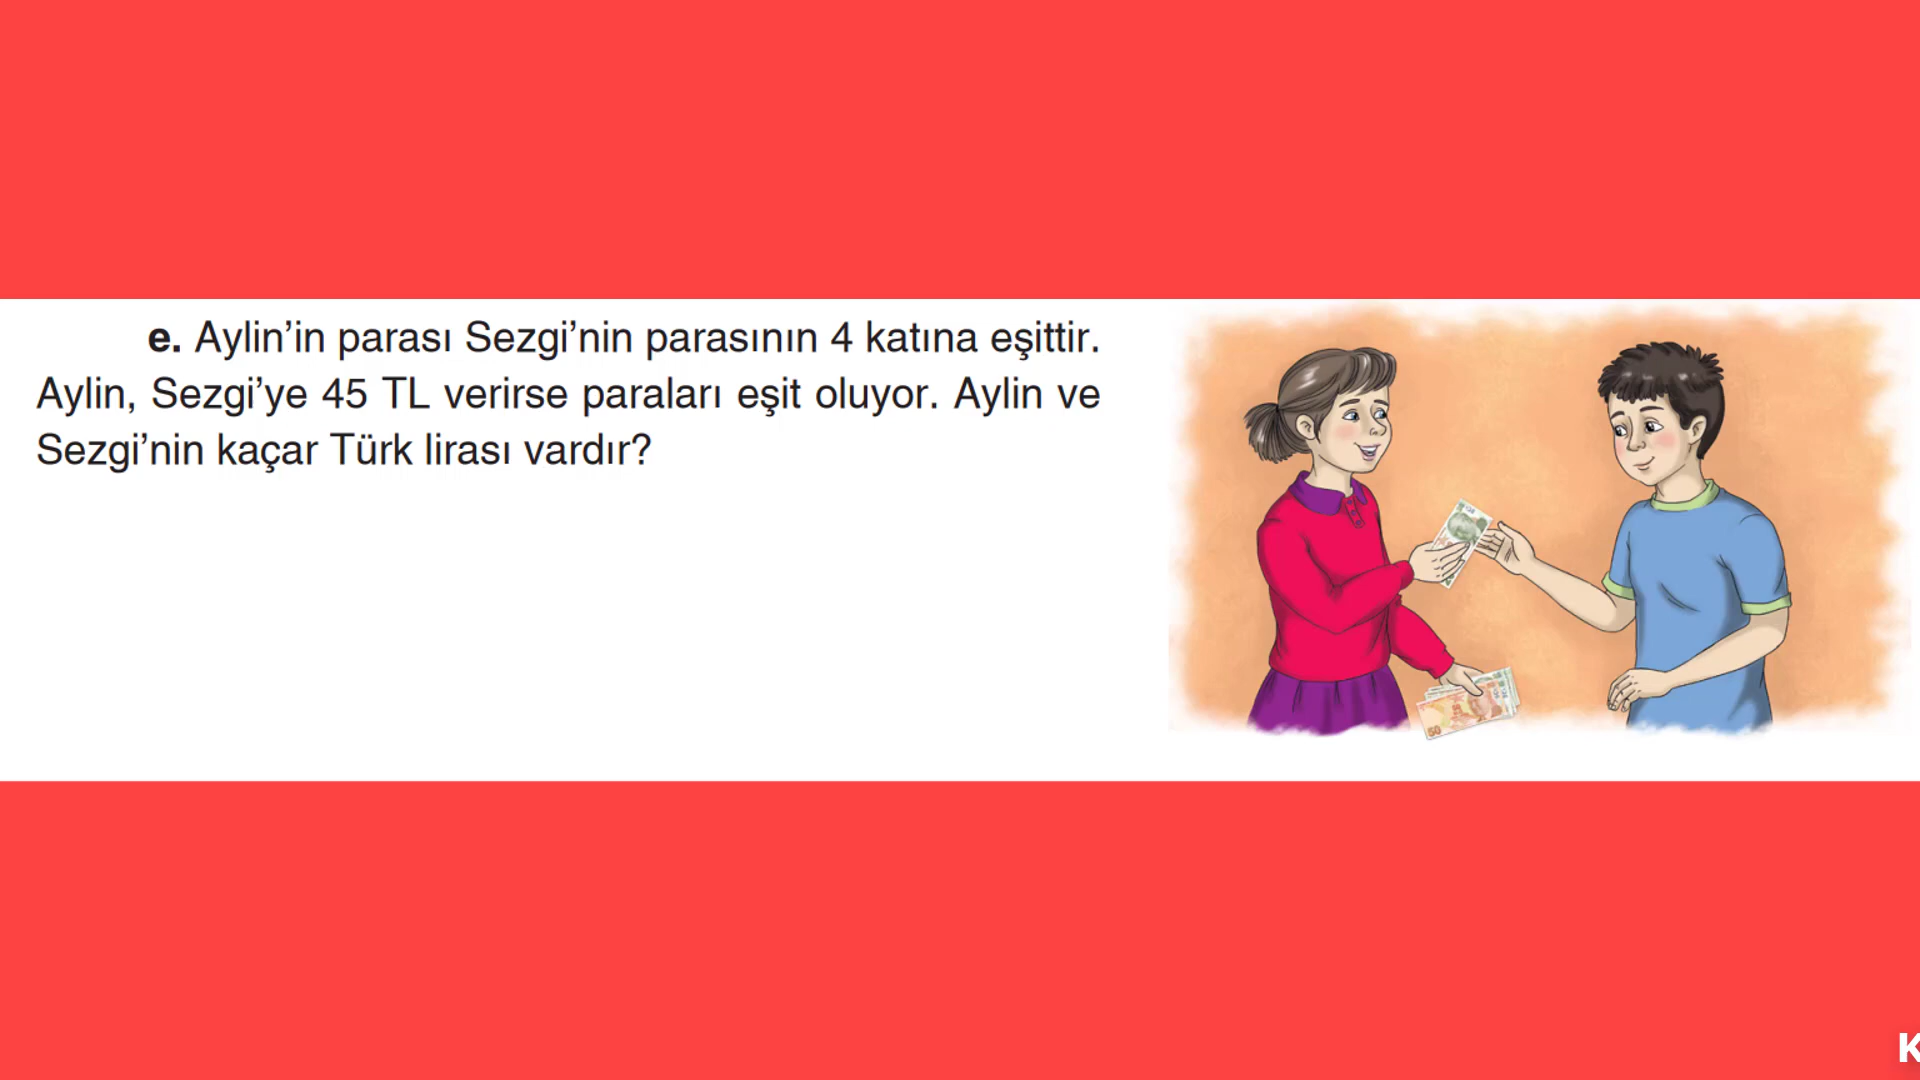 e. Aylin’in parası Sezgi’nin parasının 4 katına eşittir.
Aylin, Sezgi’ye 45 TL verirse paraları eşit oluyor. Aylin ve
Sezgi’nin kaçar Türk lirası vardır?
50
K